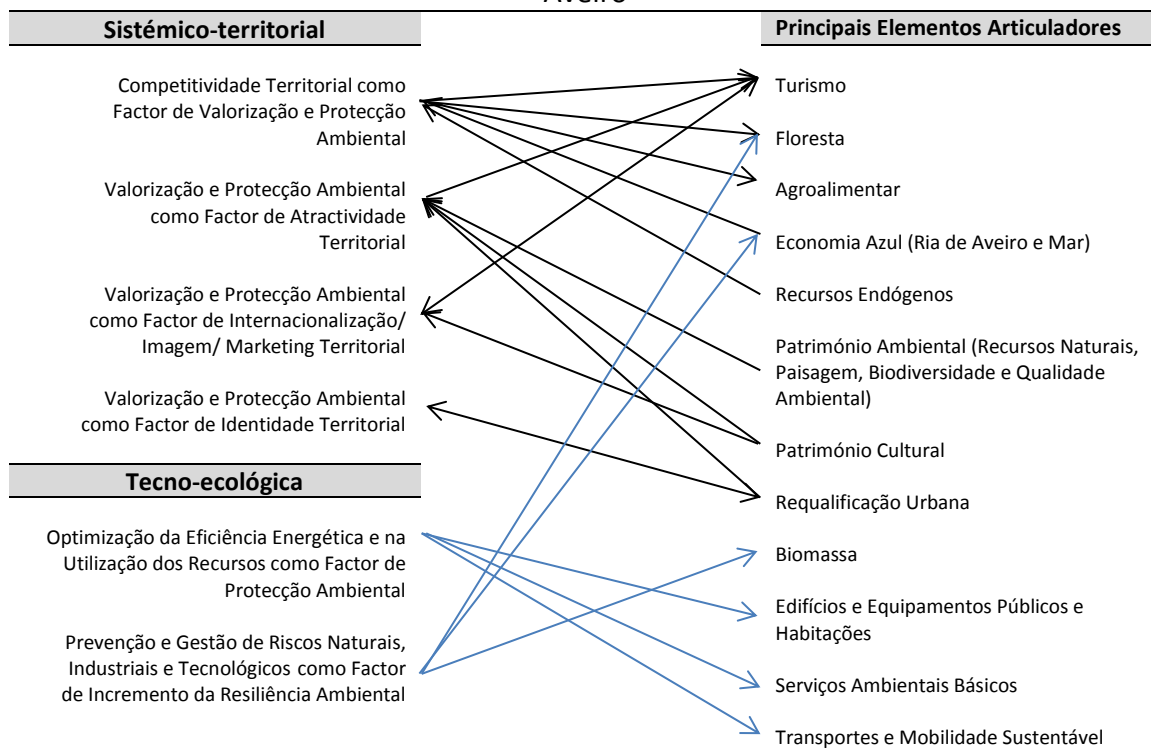 Aveiro
Sistémico-territorial
Competitividade Territorial como
Factor de Valorização e Protecção
Ambiental
Valorização e Protecção Ambiental
como Factor de Atractividade
Territorial
Valorização e Protecção Ambiental
como Factor de Internacionalização/
Imagem/ Marketing Territorial
Valorização e Protecção Ambiental
como Factor de Identidade Territorial
Tecno-ecológica
Optimização da Eficiência Energética e na
Utilização dos Recursos como Factor de
Protecção Ambiental
Prevenção e Gestão de Riscos Naturais,
Industriais e Tecnológicos como Factor
de Incremento da Resiliência Ambiental
Principais Elementos Articuladores
Turismo
Floresta
Agroalimentar
Economia Azul (Ria de Aveiro e Mar)
Recursos Endógenos
Património Ambiental (Recursos Naturais,
Paisagem, Biodiversidade e Qualidade
Ambiental)
Património Cultural
Requalificação Urbana
Biomassa
Edifícios e Equipamentos Públicos e
Habitações
Serviços Ambientais Básicos
Transportes e Mobilidade Sustentável